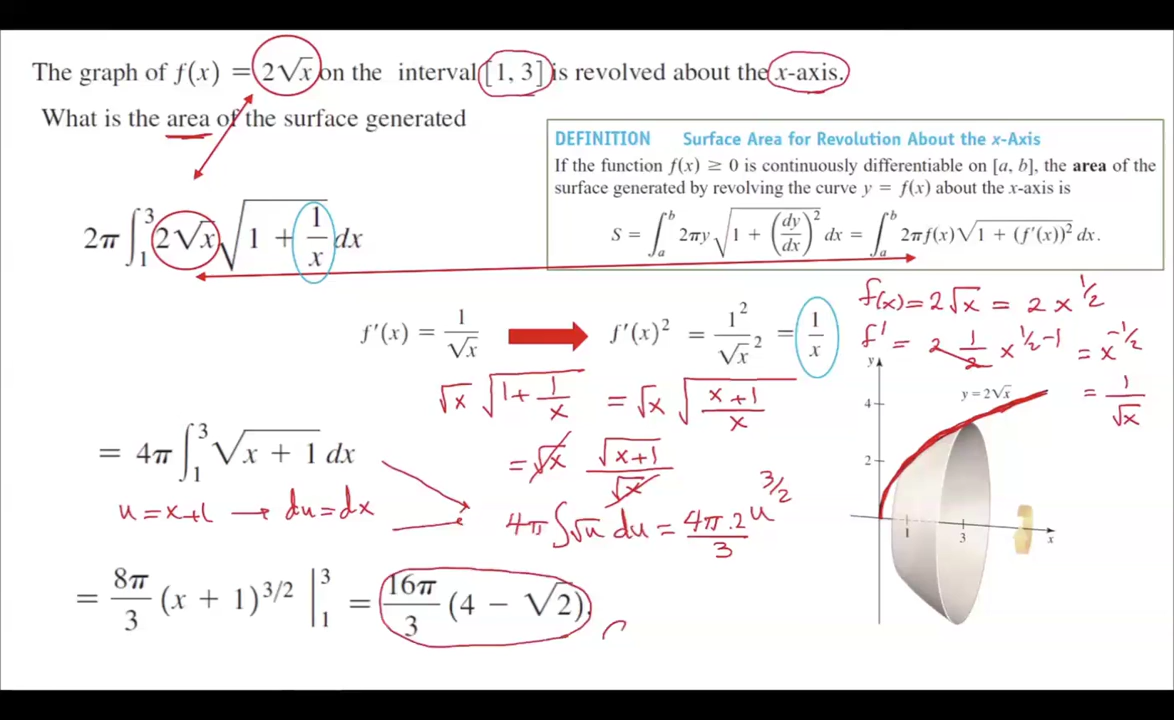 The graph of f(x) = 2√x on the interval [1, 3] is revolved about the x-axis.
What is the area of the surface generated
DEFINITION Surface Area for Revolution About the x-Axis
If the function f(x) ≥ 0 is continuously differentiable on [a, b], the area of the
surface generated by revolving the curve y = f(x) about the x-axis is
S = ∫_a^b 2πy √(1 + (dy/dx)²) dx = ∫_a^b 2πf(x)√(1 + (f'(x))²) dx.
2π ∫_1^3 2√x √(1 + 1/x) dx
f'(x) = 1/√x f'(x)² = 1²/√x² = 1/x
f(x) = 2√x = 2x^1/2
f' = 2 1/2 x^1/2-1 = x^-1/2
= 1/√x
√x √(1+1/x) = √x √((x+1)/x)
= √x √(x+1)/√x
= 4π ∫_1^3 √(x + 1) dx
u = x+1 → du = dx
4π ∫√u du = 4π.2/3 u^3/2
= 8π/3 (x + 1)^3/2 |_1^3 = 16π/3 (4 − √2).
y
y = 2√x
4
2
1
3
x